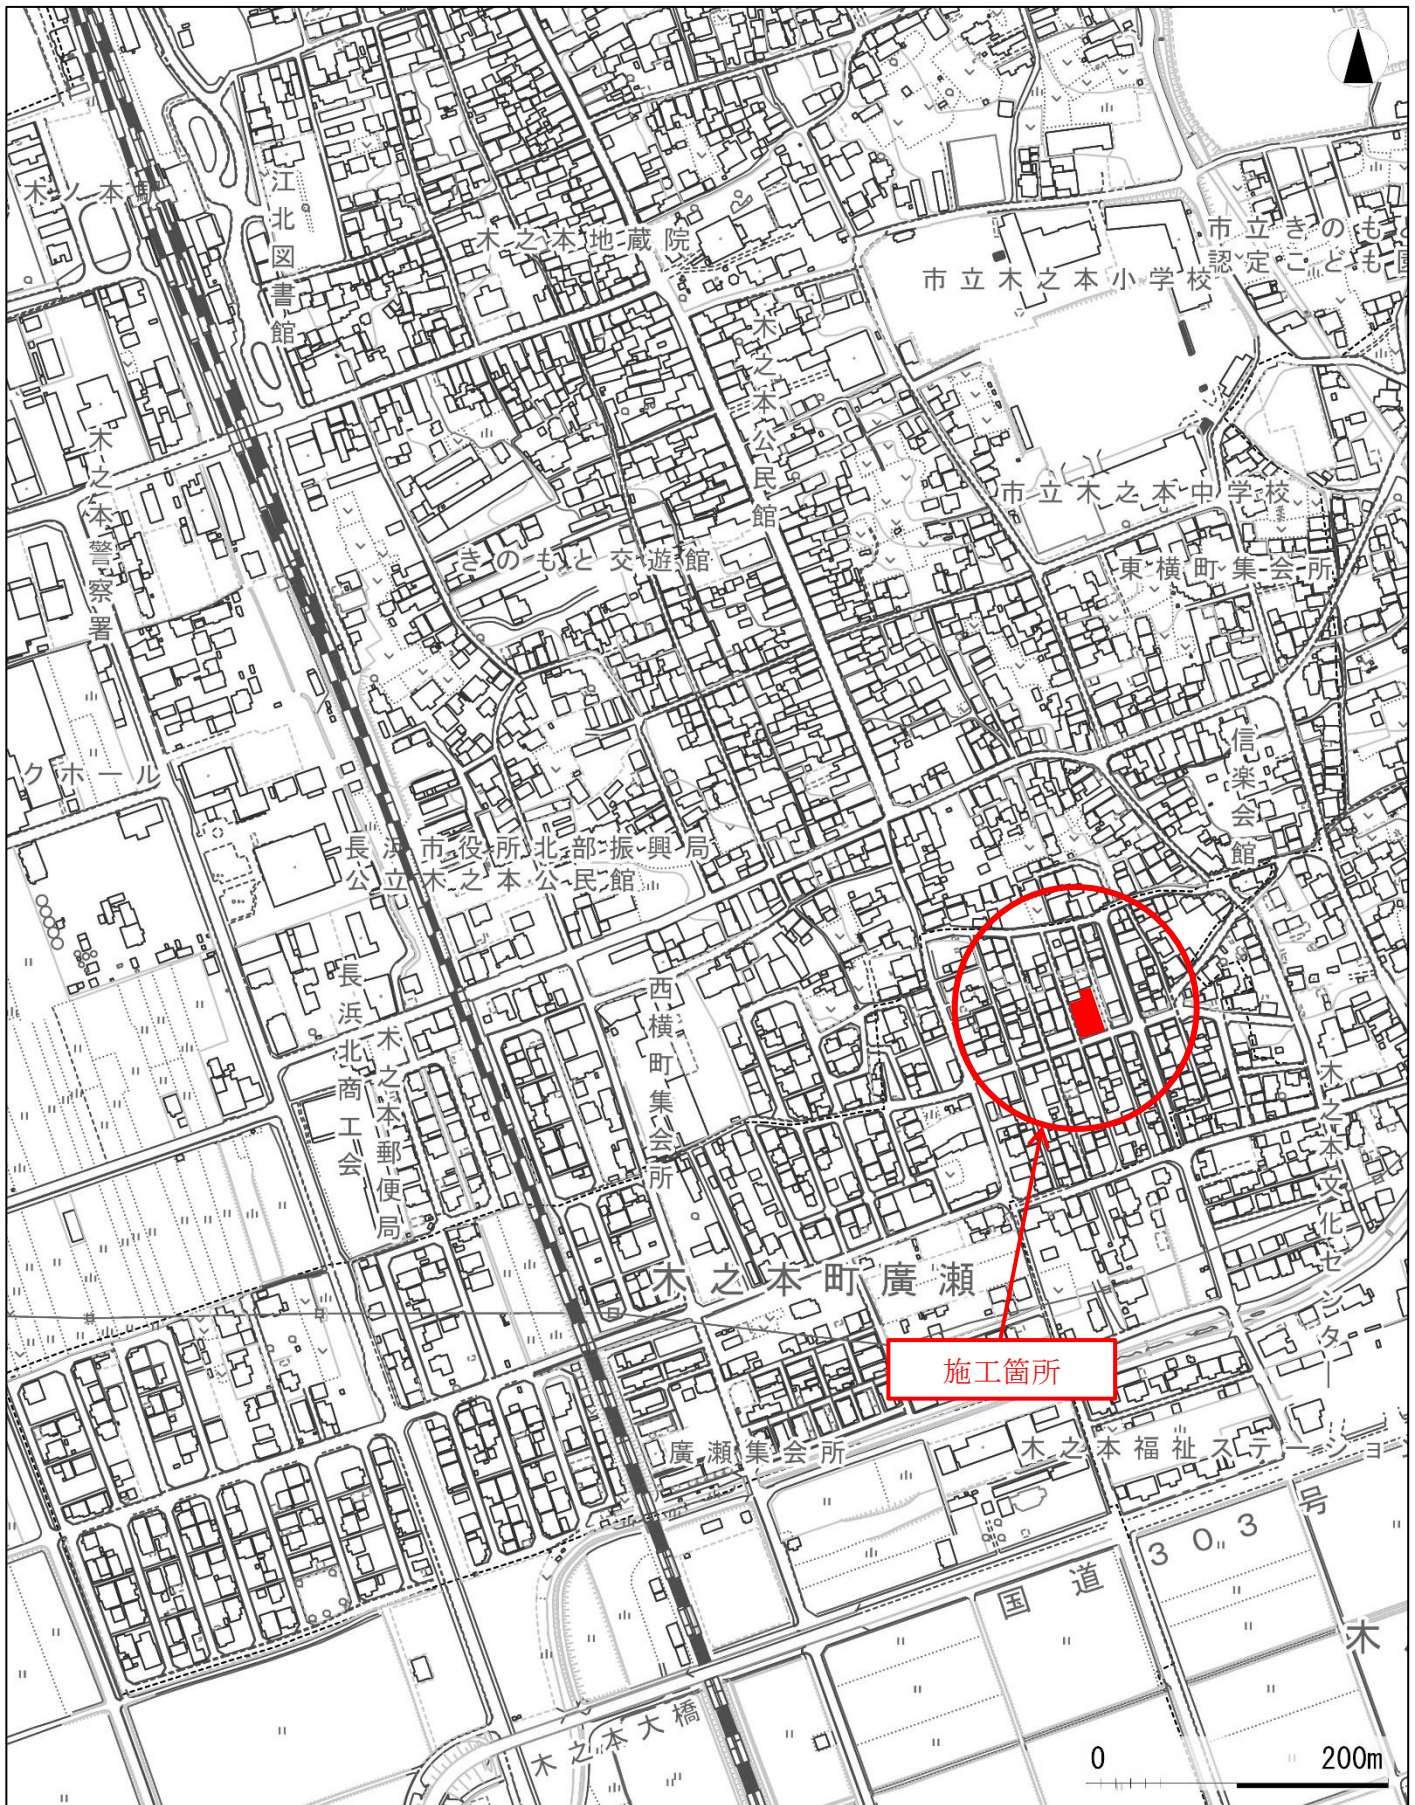 木ノ本駅
江北図書館
木之本地蔵院
市立きのもと
認定こども園
市立木之本小学校
木之本公民館
木之本警察署
市立木之本中学校
きのもと交遊館
東横町集会所
クホール
信楽会館
長浜市役所北部振興局
公立木之本公民館
長浜北商工会
木之本郵便局
西横町集会所
木之本文化センター
木之本町廣瀬
施工箇所
廣瀬集会所
木之本福祉ステーション
国道303号
木
木之本大橋
0 200m